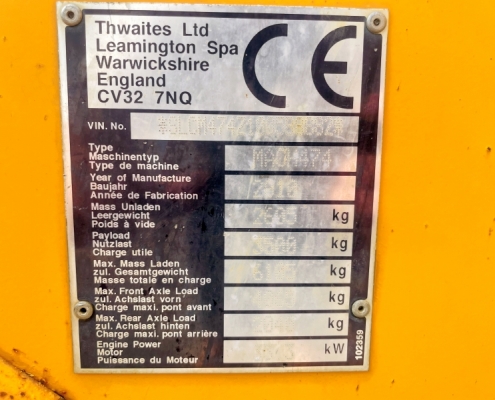 Thwaites Ltd
Leamington Spa
Warwickshire
England
CV32 7NQ
CE
VIN. No.
Type
Maschinentyp
Type de machine
Year of Manufacture
Baujahr
Année de Fabrication
Mass Unladen
Leergewicht
Poids à vide
kg
Payload
Nutzlast
Charge utile
kg
Max. Mass Laden
zul. Gesamtgewicht
Masse totale en charge
kg
Max. Front Axle Load
zul. Achslast vorn
Charge maxi. pont avant
kg
Max. Rear Axle Load
zul. Achslast hinten
Charge maxi. pont arrière
kg
Engine Power
Motor
Puissance du Moteur
kW
102359